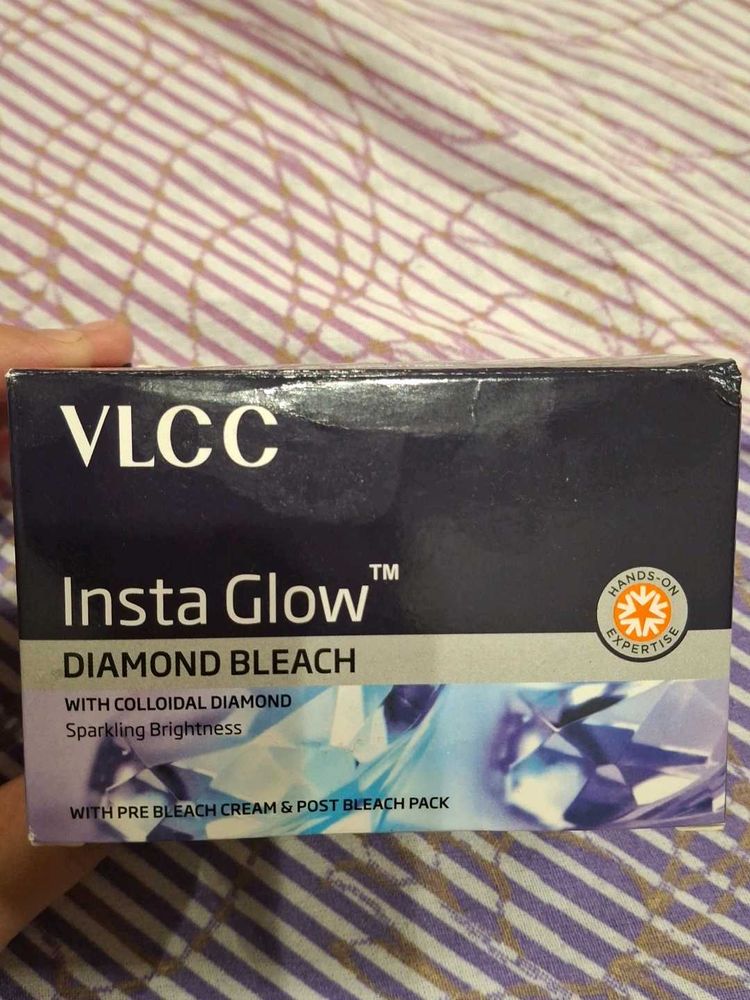 VLCC
Insta Glow™
HANDS-ON
EXPERTISE
DIAMOND BLEACH
WITH COLLOIDAL DIAMOND
Sparkling Brightness
WITH PRE BLEACH CREAM & POST BLEACH PACK